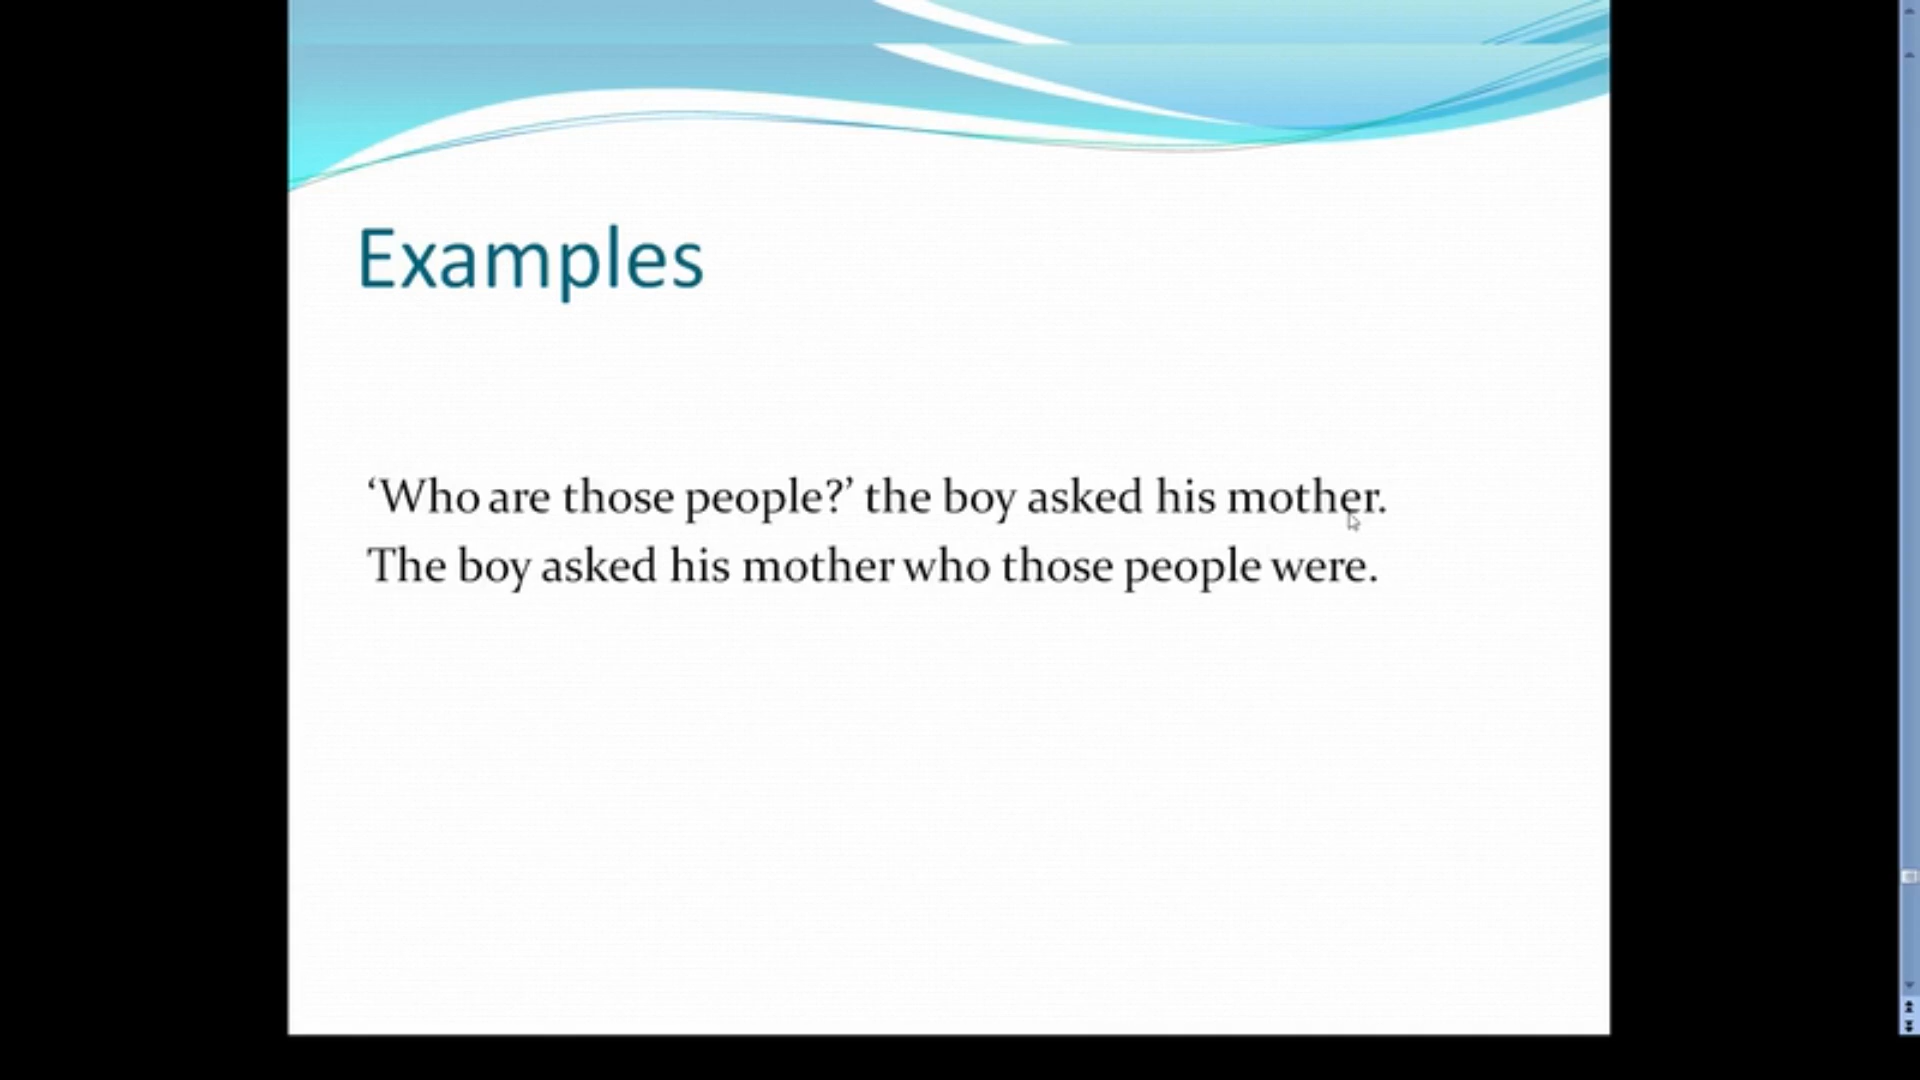 Examples
‘Who are those people?’ the boy asked his mother.
The boy asked his mother who those people were.